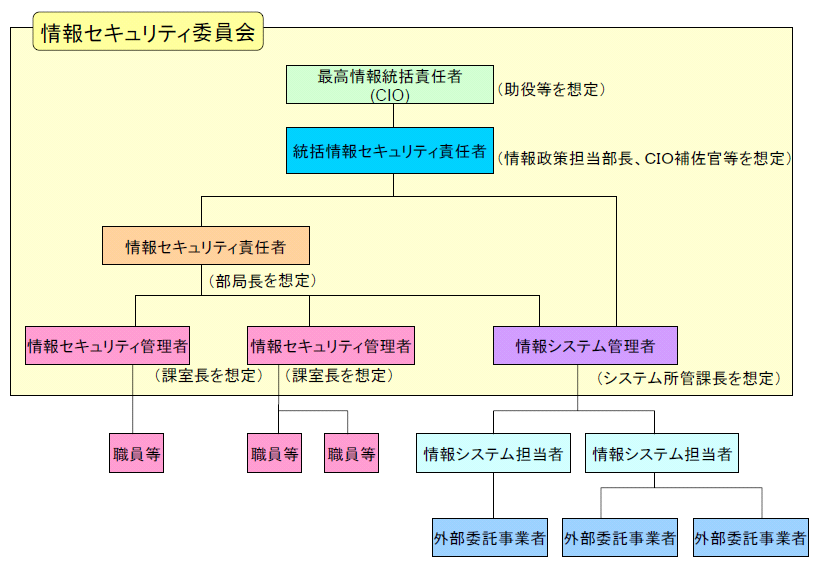 情報セキュリティ委員会
最高情報統括責任者
(CIO)
（助役等を想定）
統括情報セキュリティ責任者
（情報政策担当部長、CIO補佐官等を想定）
情報セキュリティ責任者
（部局長を想定）
情報セキュリティ管理者
情報セキュリティ管理者
情報システム管理者
（課室長を想定）
（課室長を想定）
（システム所管課長を想定）
職員等
職員等
職員等
情報システム担当者
情報システム担当者
外部委託事業者
外部委託事業者
外部委託事業者